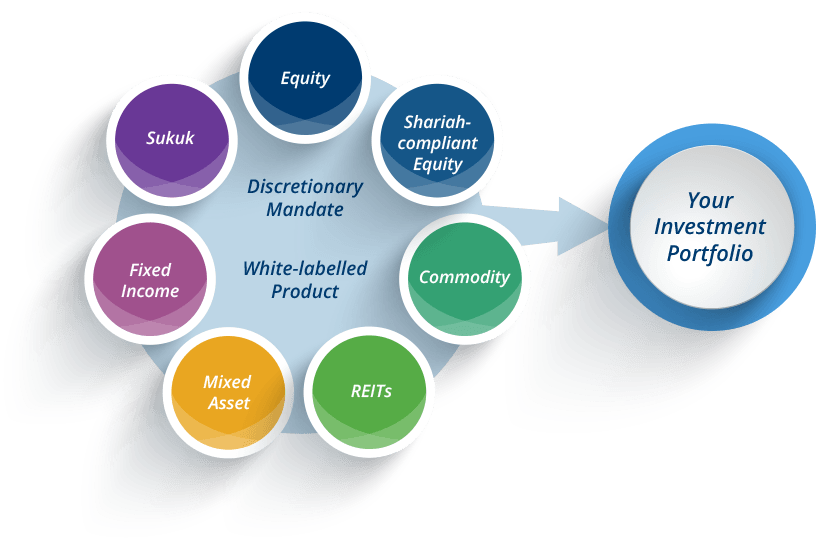 Equity
Shariah-
compliant
Equity
Sukuk
Discretionary
Mandate
Your
Investment
Portfolio
Fixed
Income
White-labelled
Product
Commodity
Mixed
Asset
REITs